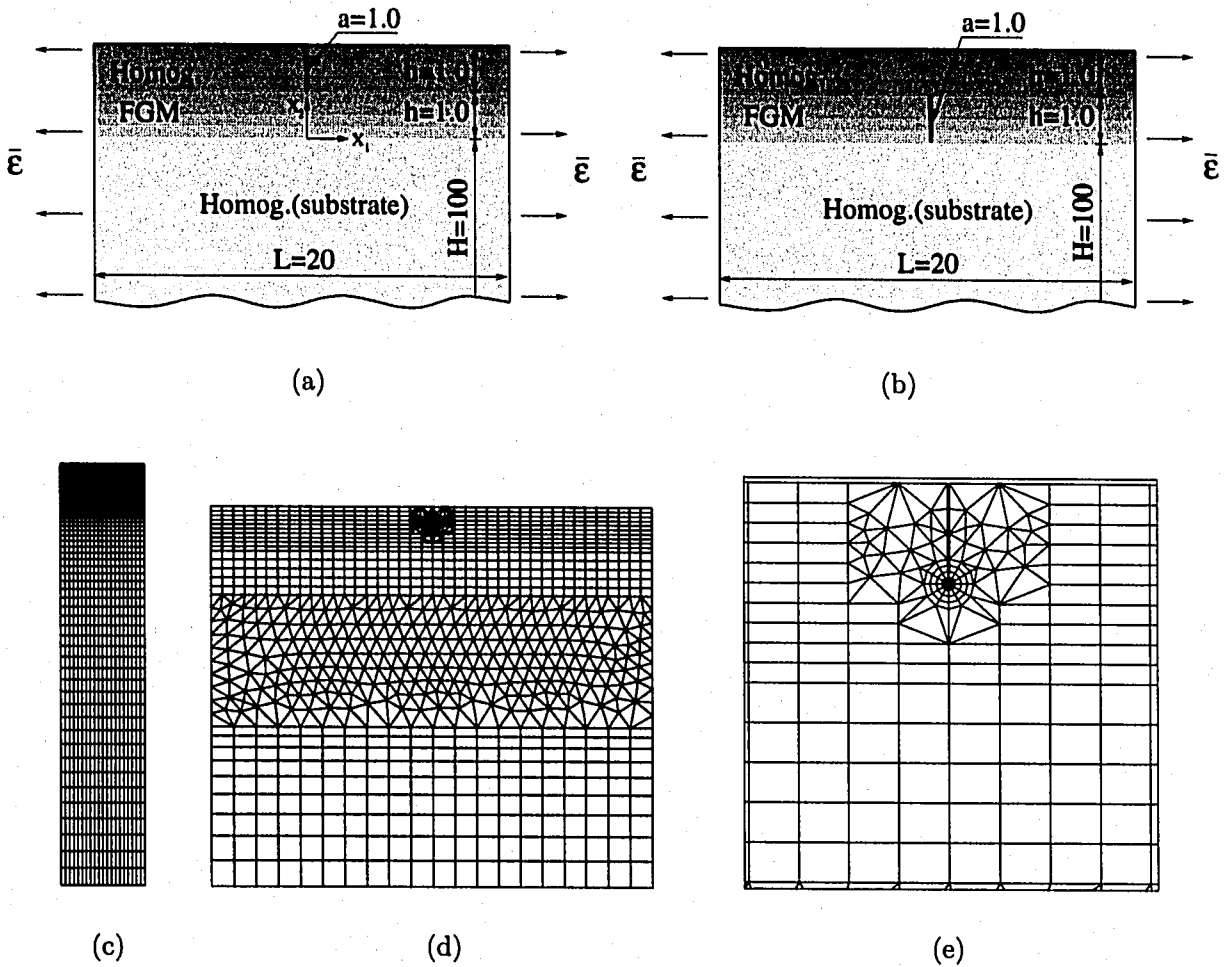 a=1.0
Homog. h=1.0
x
FGM h=1.0
x₁
ε̄
ε̄
Homog.(substrate)
H=100
L=20
(a)
a=1.0
Homog. h=1.0
FGM h=1.0
ε̄
ε̄
Homog.(substrate)
H=100
L=20
(b)
(c)
(d)
(e)